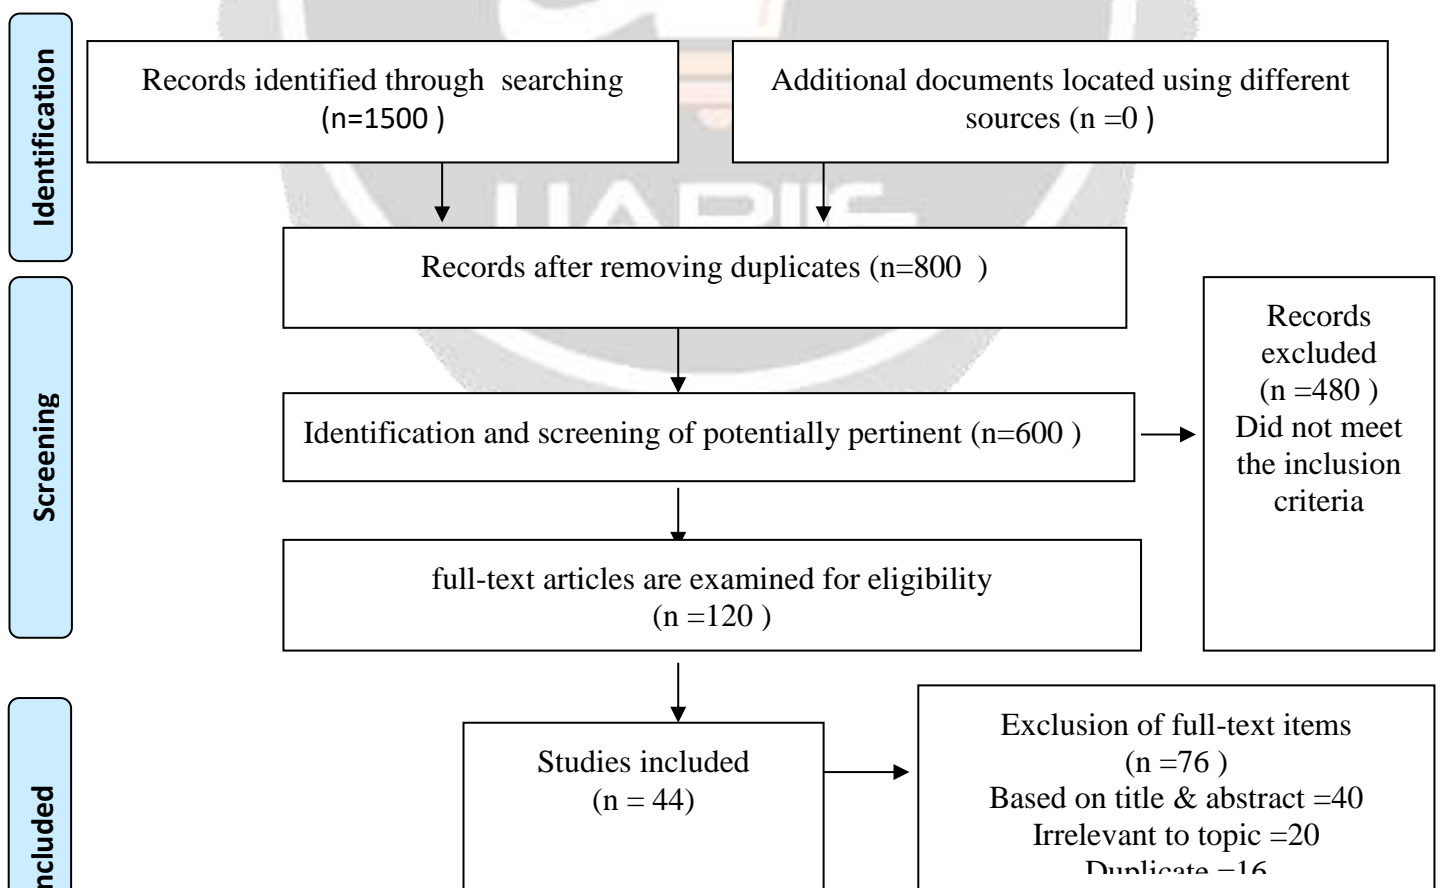 Identification
Records identified through searching
(n=1500 )
Additional documents located using different
sources (n =0 )
Records after removing duplicates (n=800 )
Screening
Identification and screening of potentially pertinent (n=600 )
Records
excluded
(n =480 )
Did not meet
the inclusion
criteria
full-text articles are examined for eligibility
(n =120 )
ncluded
Studies included
(n = 44)
Exclusion of full-text items
(n =76 )
Based on title & abstract =40
Irrelevant to topic =20
Duplicate =16